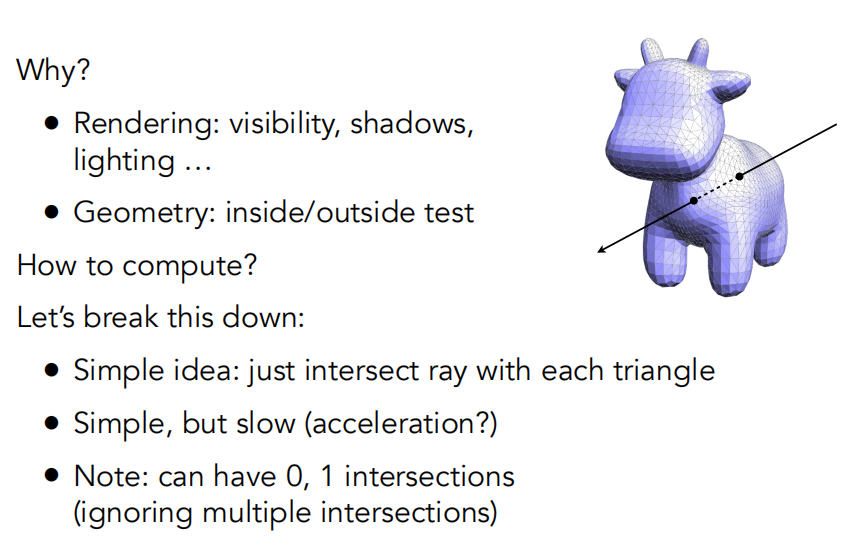 Why?
● Rendering: visibility, shadows,
lighting …
● Geometry: inside/outside test
How to compute?
Let’s break this down:
● Simple idea: just intersect ray with each triangle
● Simple, but slow (acceleration?)
● Note: can have 0, 1 intersections
(ignoring multiple intersections)